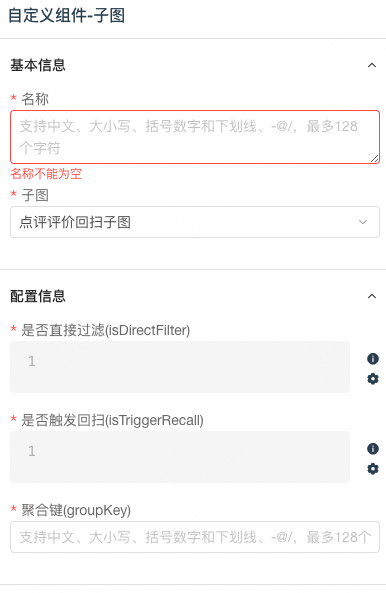 自定义组件-子图
基本信息
* 名称
支持中文、大小写、括号数字和下划线、-@/，最多128
个字符
名称不能为空
* 子图
点评评价回扫子图
配置信息
* 是否直接过滤(isDirectFilter)
1
* 是否触发回扫(isTriggerRecall)
1
* 聚合键(groupKey)
支持中文、大小写、括号数字和下划线、-@/，最多128个